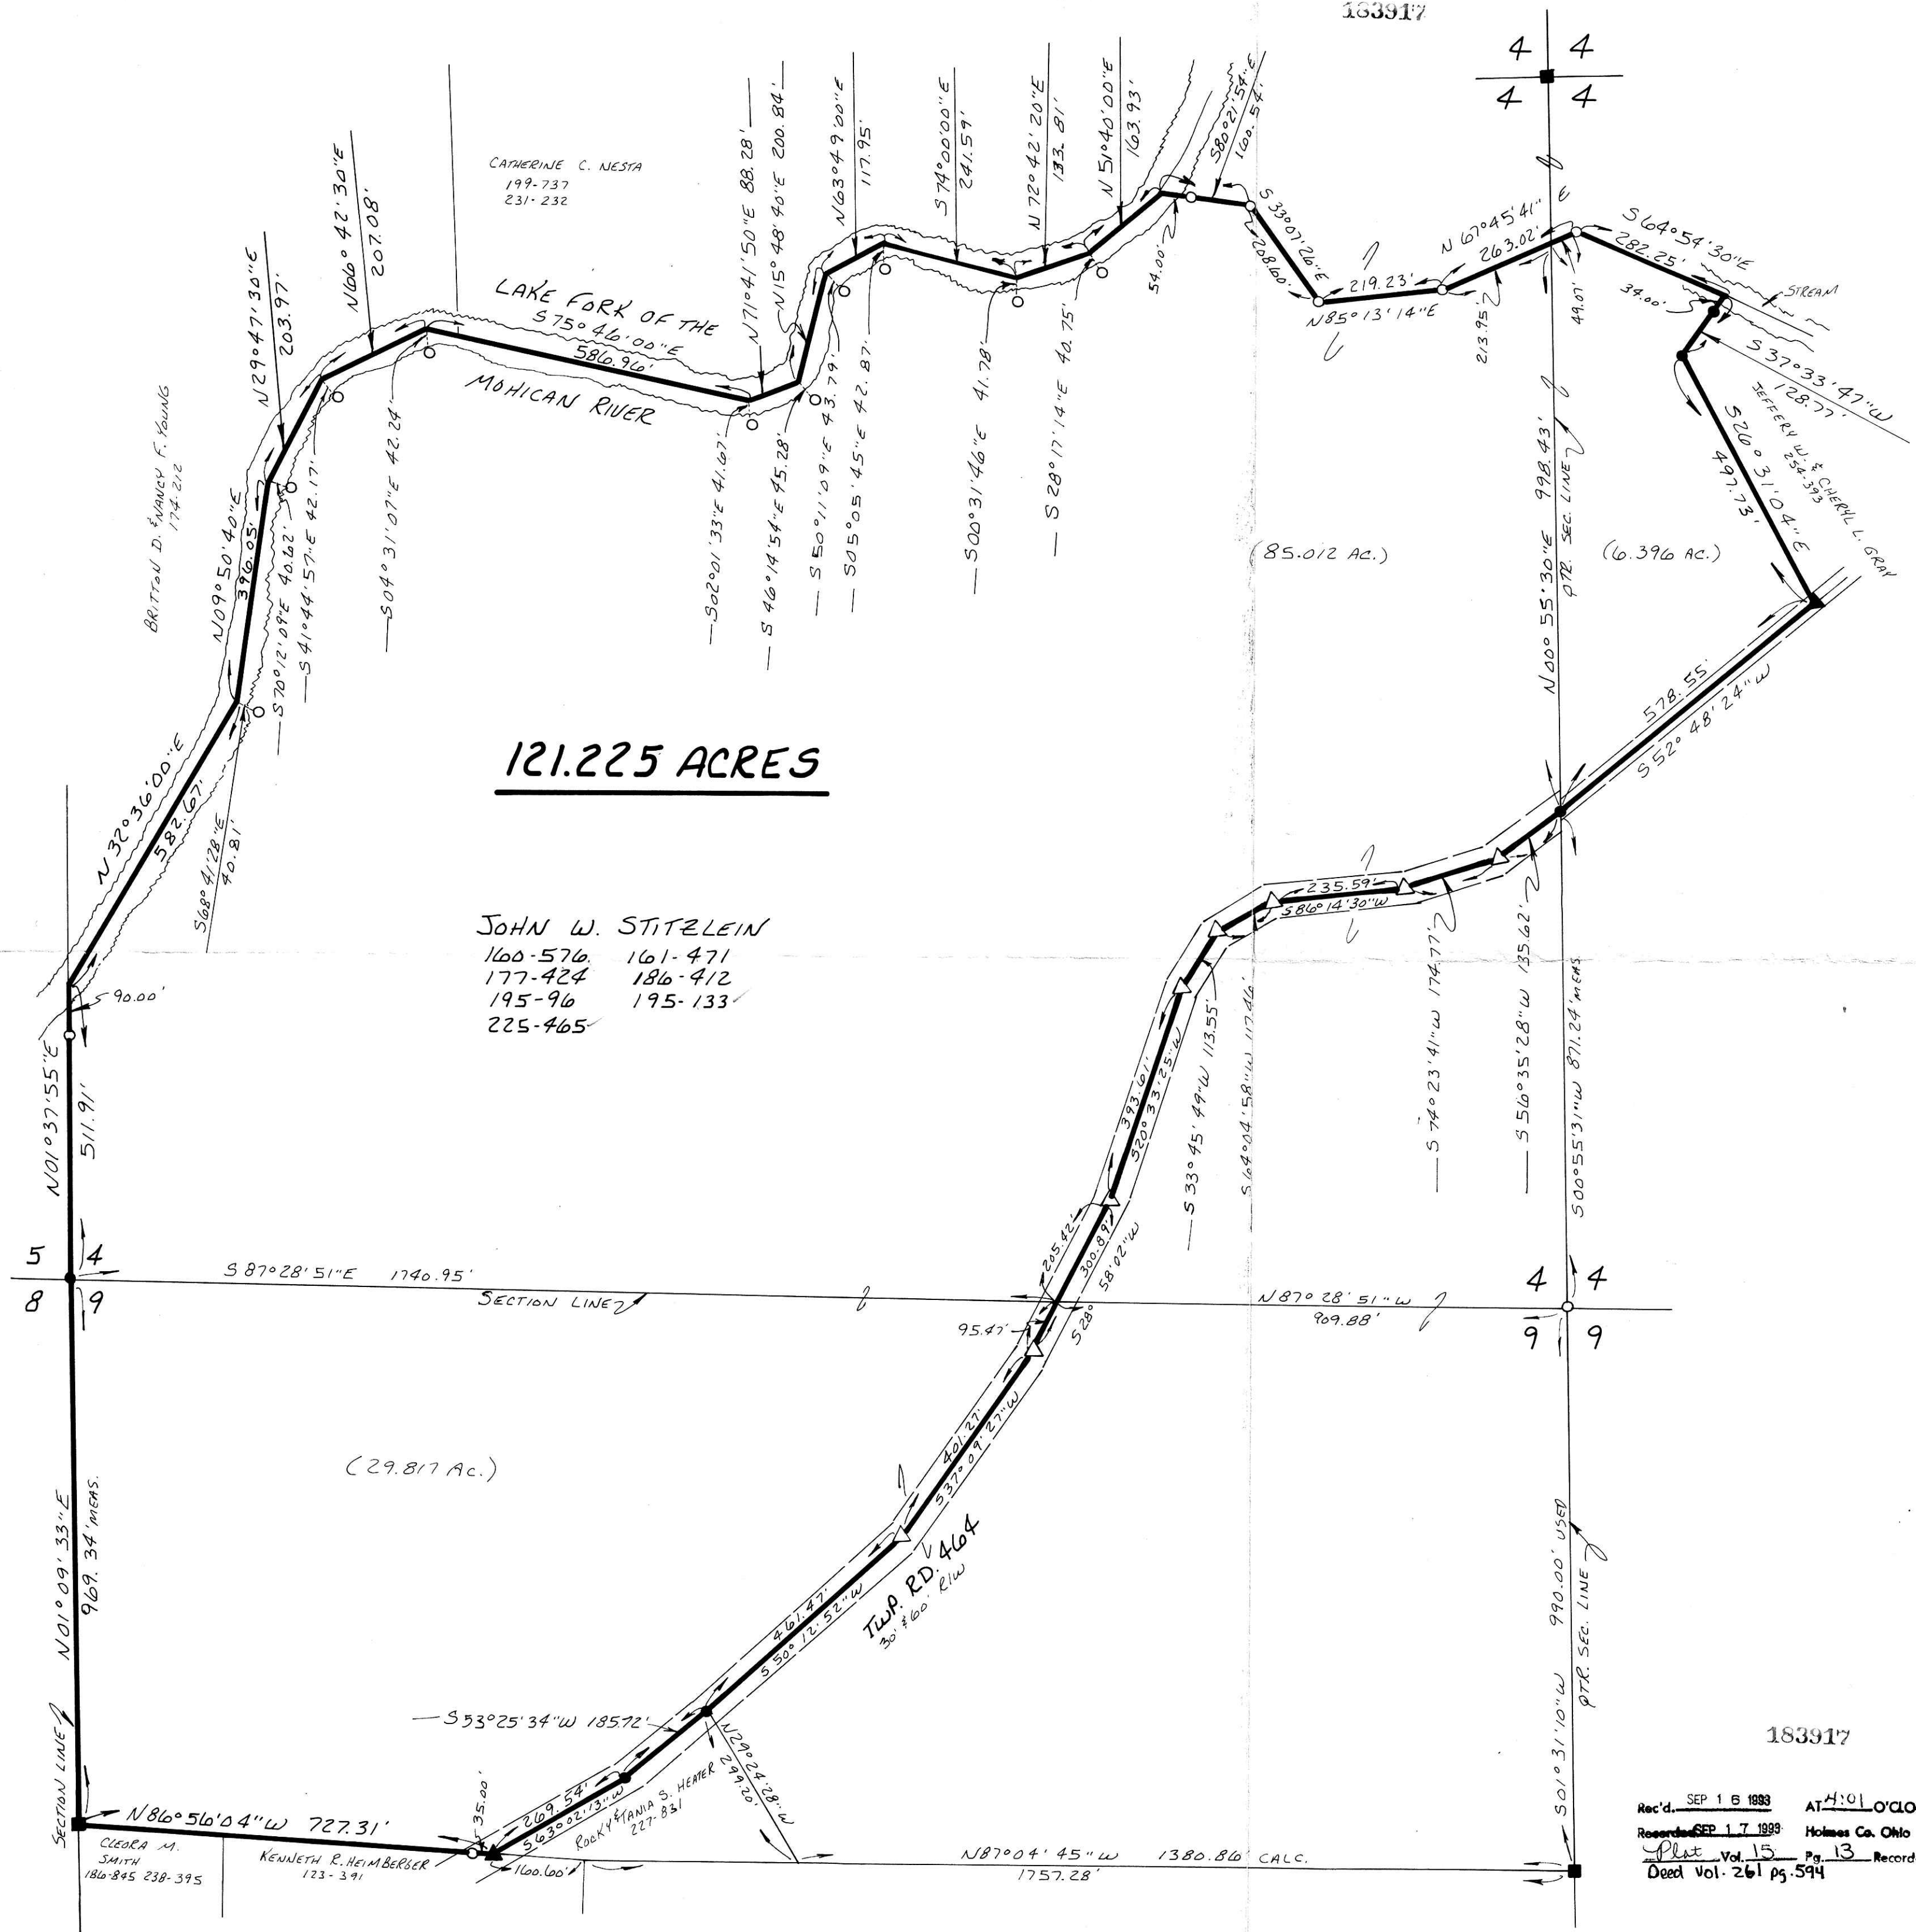 183917
4 4
4 4
CATHERINE C. NESTA
199-737
231-232
BRITTON D. & NANCY F. YOUNG
174-212
N29°47'30"E
203.97'
N66°42'30"E
207.08'
LAKE FORK OF THE
S75°46'00"E
586.96'
MOHICAN RIVER
N71°41'50"E 88.28'
N15°48'40"E 200.84'
N63°49'00"E
117.95'
S74°00'00"E
241.59'
N72°42'20"E
133.81'
N51°40'00"E
163.93'
S80°21'54"E
160.54'
54.00'
S33°07'26"E
208.60'
219.23'
N85°13'14"E
N67°45'41" E
263.02'
213.95'
49.07'
S64°54'30"E
282.25'
STREAM
34.00'
S37°33'47"W
128.77'
JEFFERY W. & CHERYL L. GRAY
254-393
S26°31'04"E
497.73'
N09°50'40"E
396.05'
S70°12'09"E 40.62'
S41°44'57"E 42.17'
S04°31'07"E 42.24'
S02°01'33"E 41.67'
S46°14'54"E 45.28'
S50°11'09"E 43.79'
S05°05'45"E 42.87'
S00°31'46"E 41.78'
S28°17'14"E 40.75'
N00°55'30"E 998.43'
QTR. SEC. LINE
(85.012 AC.)
(6.396 AC.)
578.55'
S52°48'24"W
N32°36'00"E
582.67'
S68°41'28"E
40.81'
121.225 ACRES
JOHN W. STITZLEIN
160-576 161-471
177-424 186-412
195-96 195-133
225-465
90.00'
N01°37'55"E
511.91'
235.59'
S86°14'30"W
S33°45'49"W 113.55'
S64°04'58"W 117.46'
S74°23'41"W 174.77'
S56°35'28"W 135.62'
S00°55'31"W 871.24' MEAS.
393.61'
S20°33'25"W
205.42'
300.89'
S28° 58'02"W
95.47'
5 4
8 9
S87°28'51"E 1740.95'
SECTION LINE
N87°28'51"W
909.88'
4 4
9 9
401.27'
S37°09'27"W
(29.817 AC.)
N01°09'33"E
969.34' MEAS.
SECTION LINE
461.47'
S50°12'52"W
TWP. RD. 464
30' & 60' R/W
S53°25'34"W 185.72'
269.54'
S63°02'13"W
35.00'
ROCKY & TANIA S. HEATER
227-831
N29°24'28"W
299.20'
N86°56'04"W 727.31'
CLEORA M.
SMITH
186-845 238-395
KENNETH R. HEIMBERGER
123-391
160.60'
N87°04'45"W 1380.86' CALC.
1757.28'
S01°31'10"W 990.00' USED
QTR. SEC. LINE
183917
Rec'd. SEP 16 1993 AT 4:01 O'CLO
Recorded SEP 17 1993 Holmes Co. Ohio
Plat Vol. 15 Pg. 13 Record
Deed Vol. 261 pg. 594